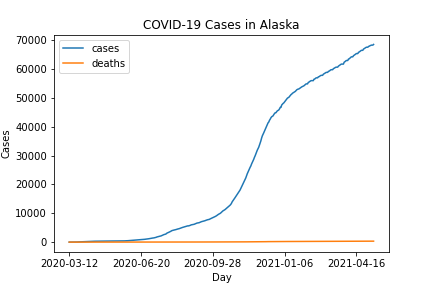 COVID-19 Cases in Alaska
cases
deaths
70000
60000
50000
40000
30000
20000
10000
0
Cases
2020-03-12 2020-06-20 2020-09-28 2021-01-06 2021-04-16
Day